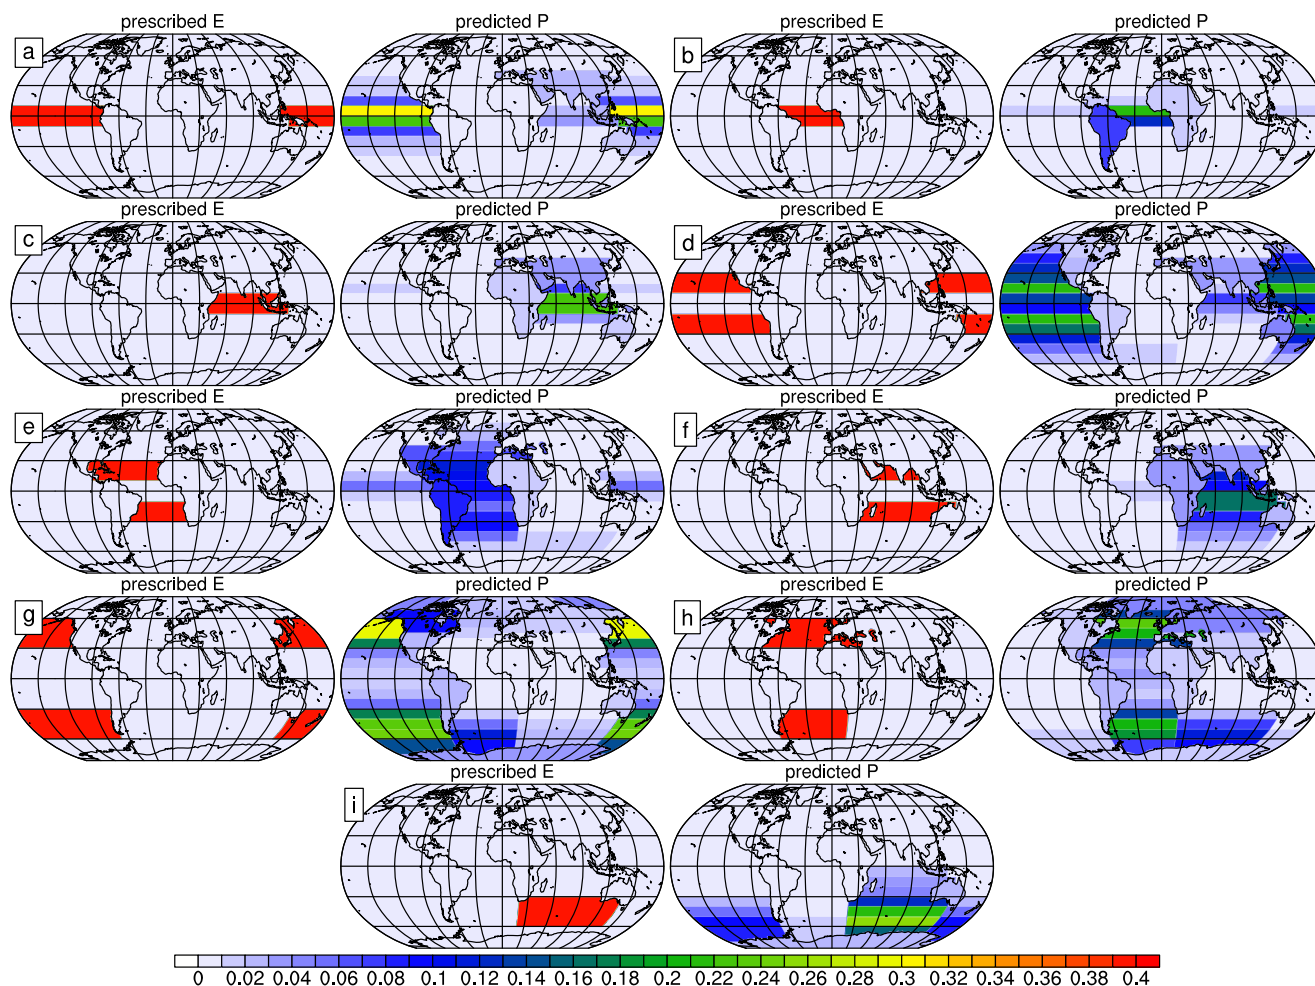 prescribed E predicted P prescribed E predicted P
a b
prescribed E predicted P prescribed E predicted P
c d
prescribed E predicted P prescribed E predicted P
e f
prescribed E predicted P prescribed E predicted P
g h
prescribed E predicted P
i
0 0.02 0.04 0.06 0.08 0.1 0.12 0.14 0.16 0.18 0.2 0.22 0.24 0.26 0.28 0.3 0.32 0.34 0.36 0.38 0.4